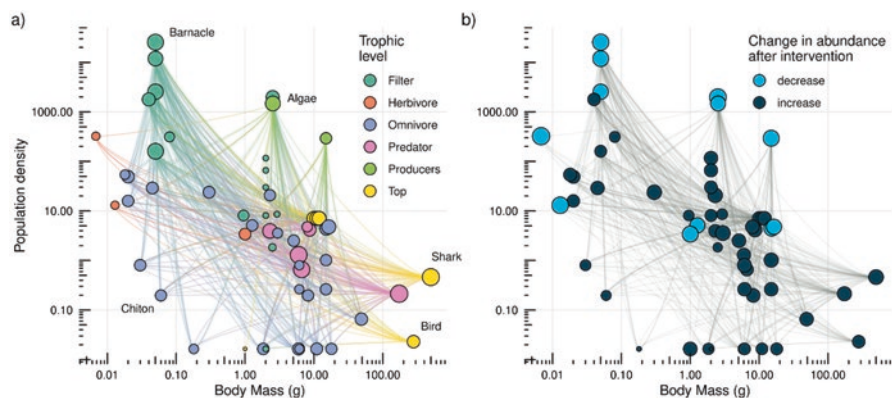 a)
Population density
1000.00
10.00
0.10
0.01
0.10
1.00
10.00
100.00
Body Mass (g)
Barnacle
Algae
Chiton
Shark
Bird
Trophic
level
Filter
Herbivore
Omnivore
Predator
Producers
Top
b)
1000.00
10.00
0.10
0.01
0.10
1.00
10.00
100.00
Body Mass (g)
Change in abundance
after intervention
decrease
increase